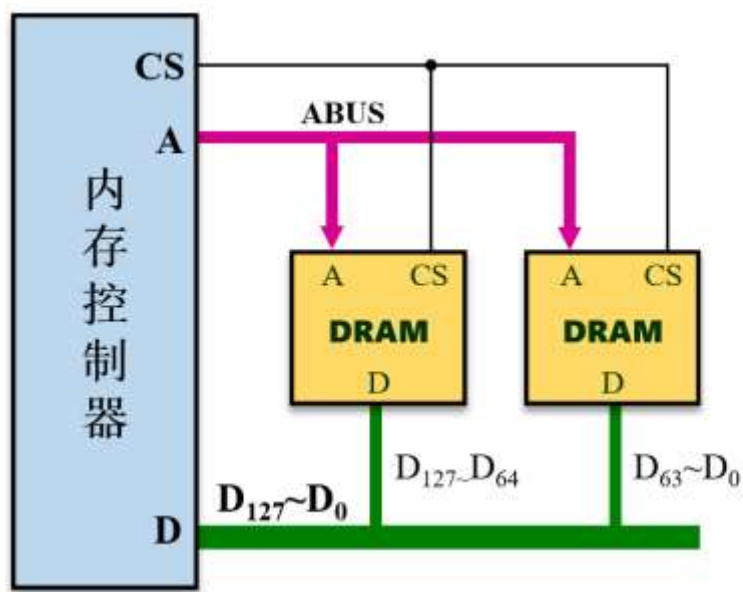 CS
ABUS
A
内存控制器
A CS
DRAM
D
A CS
DRAM
D
D₁₂₇~D₆₄
D₆₃~D₀
D₁₂₇~D₀
D